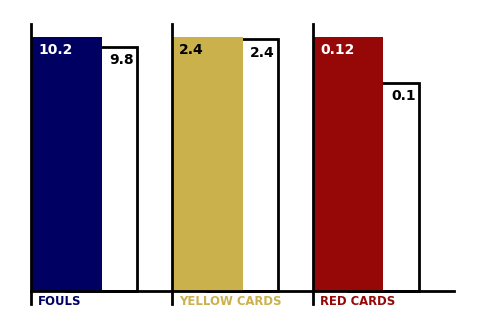 10.2
9.8
2.4
2.4
0.12
0.1
FOULS
YELLOW CARDS
RED CARDS